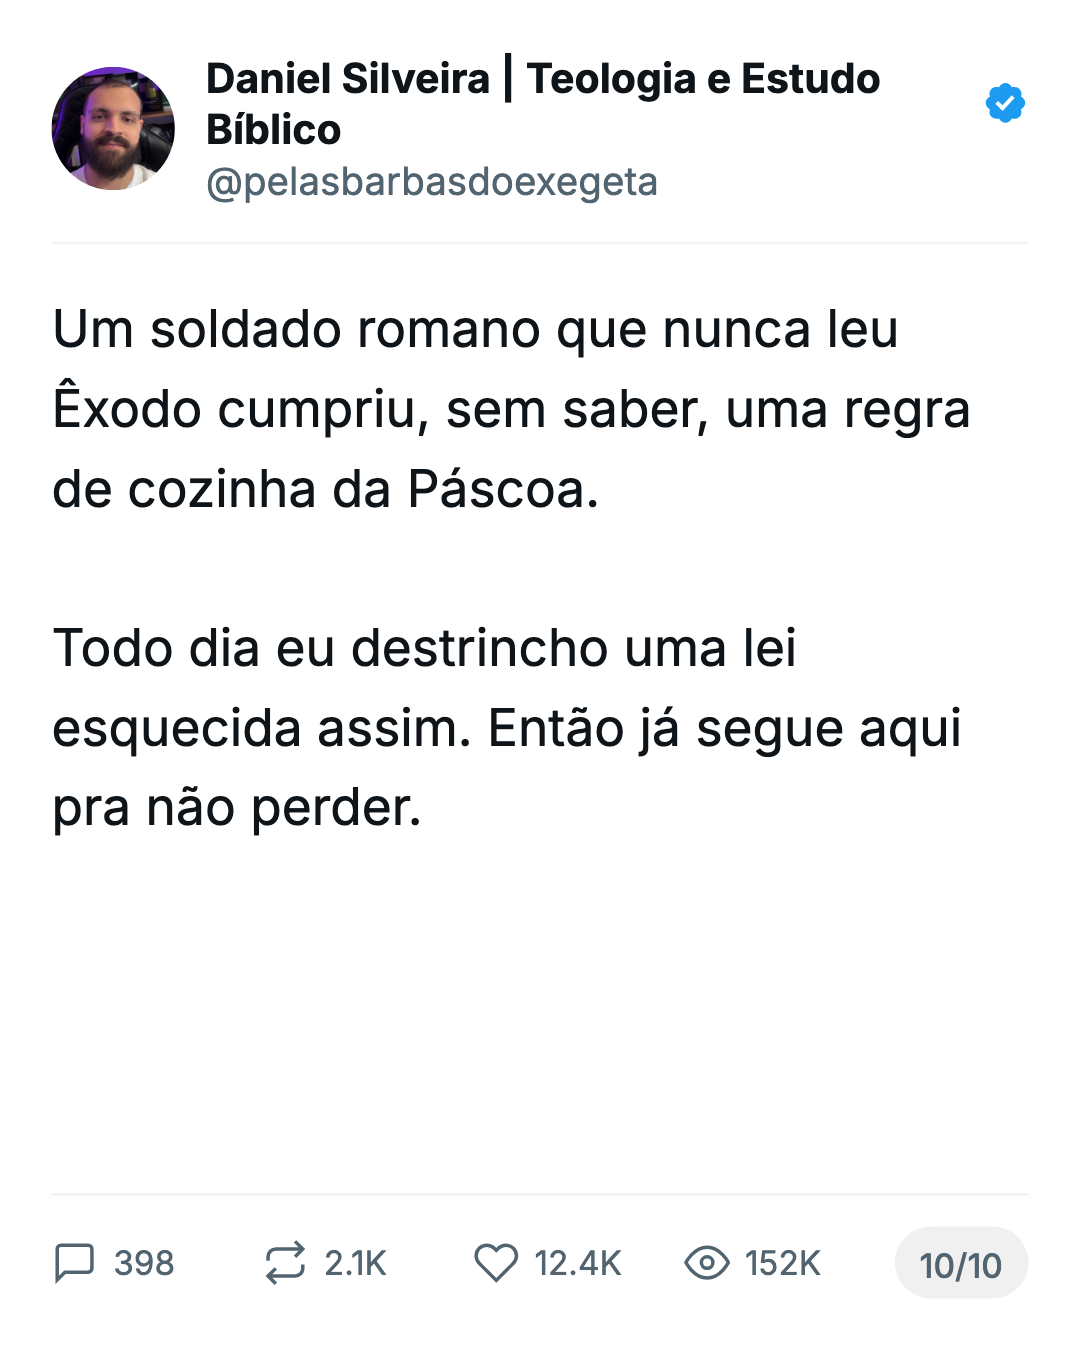 Daniel Silveira | Teologia e Estudo
Bíblico
@pelasbarbasdoexegeta
Um soldado romano que nunca leu
Êxodo cumpriu, sem saber, uma regra
de cozinha da Páscoa.
Todo dia eu destrincho uma lei
esquecida assim. Então já segue aqui
pra não perder.
398 2.1K 12.4K 152K 10/10